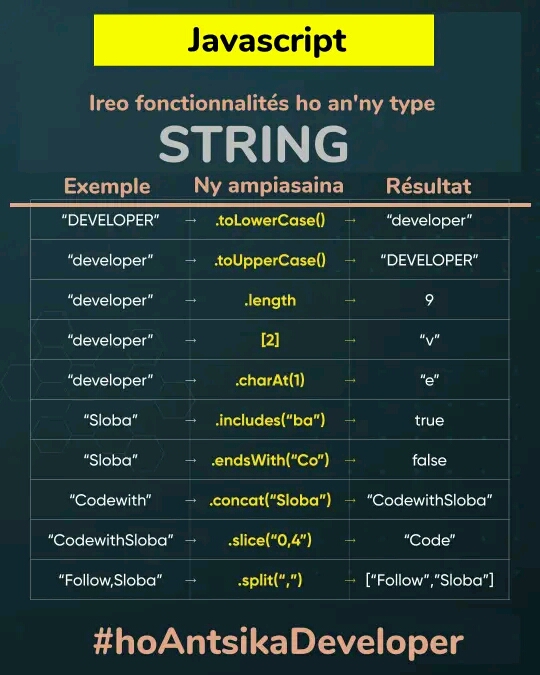 Javascript
Ireo fonctionnalités ho an'ny type
STRING
Exemple Ny ampiasaina Résultat
“DEVELOPER” → .toLowerCase() → “developer”
“developer” → .toUpperCase() → “DEVELOPER”
“developer” → .length → 9
“developer” → [2] → “v”
“developer” → .charAt(1) → “e”
“Sloba” → .includes(“ba”) → true
“Sloba” → .endsWith(“Co”) → false
“Codewith” → .concat(“Sloba”) → “CodewithSloba”
“CodewithSloba” → .slice(“0,4”) → “Code”
“Follow,Sloba” → .split(“,”) → [“Follow”,”Sloba”]
#hoAntsikaDeveloper